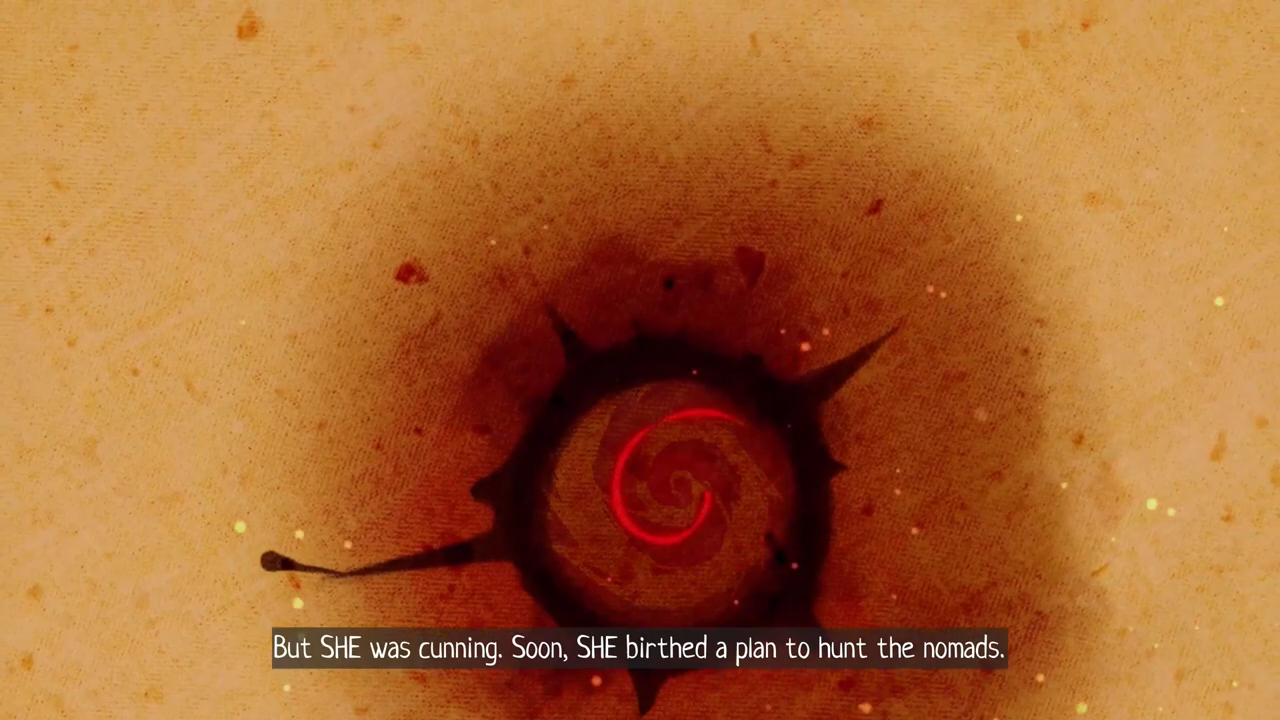 But SHE was cunning. Soon, SHE birthed a plan to hunt the nomads.